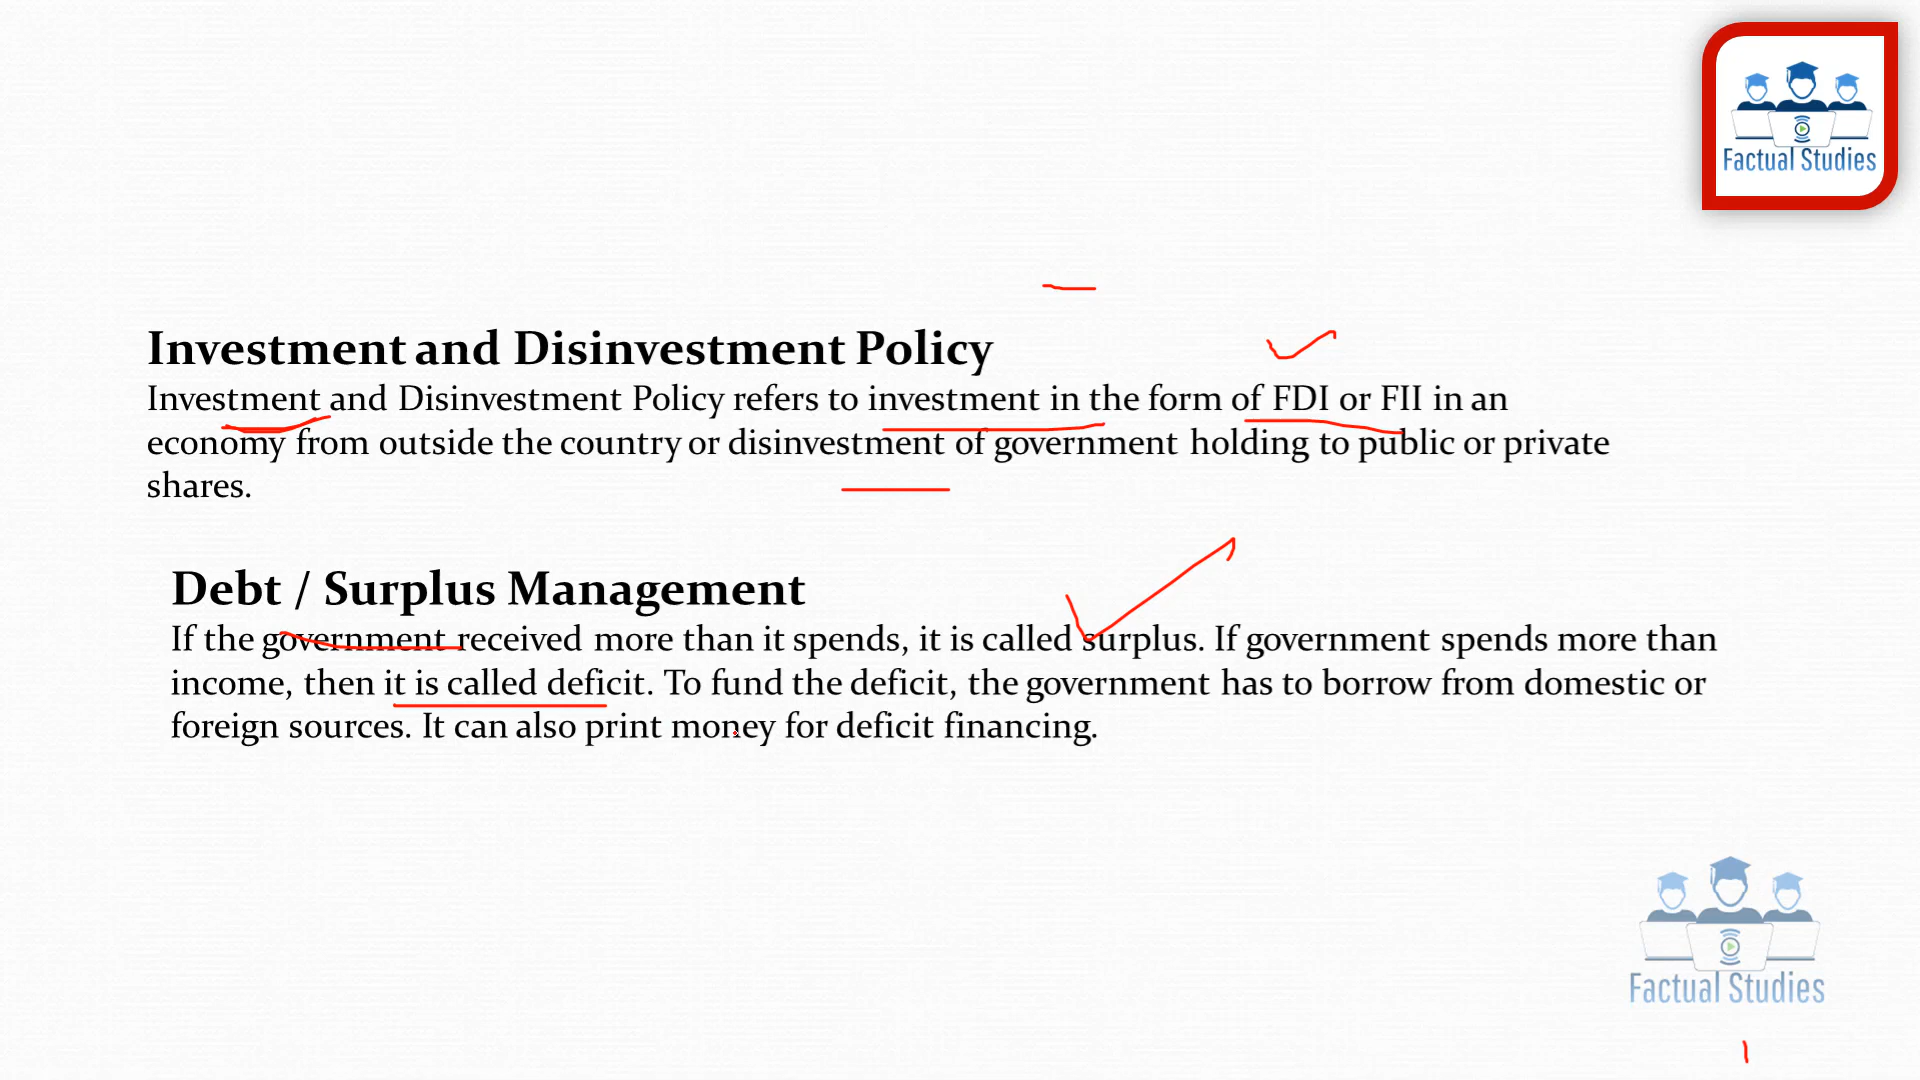 Factual Studies
Investment and Disinvestment Policy
Investment and Disinvestment Policy refers to investment in the form of FDI or FII in an
economy from outside the country or disinvestment of government holding to public or private
shares.
Debt / Surplus Management
If the government received more than it spends, it is called surplus. If government spends more than
income, then it is called deficit. To fund the deficit, the government has to borrow from domestic or
foreign sources. It can also print money for deficit financing.
Factual Studies